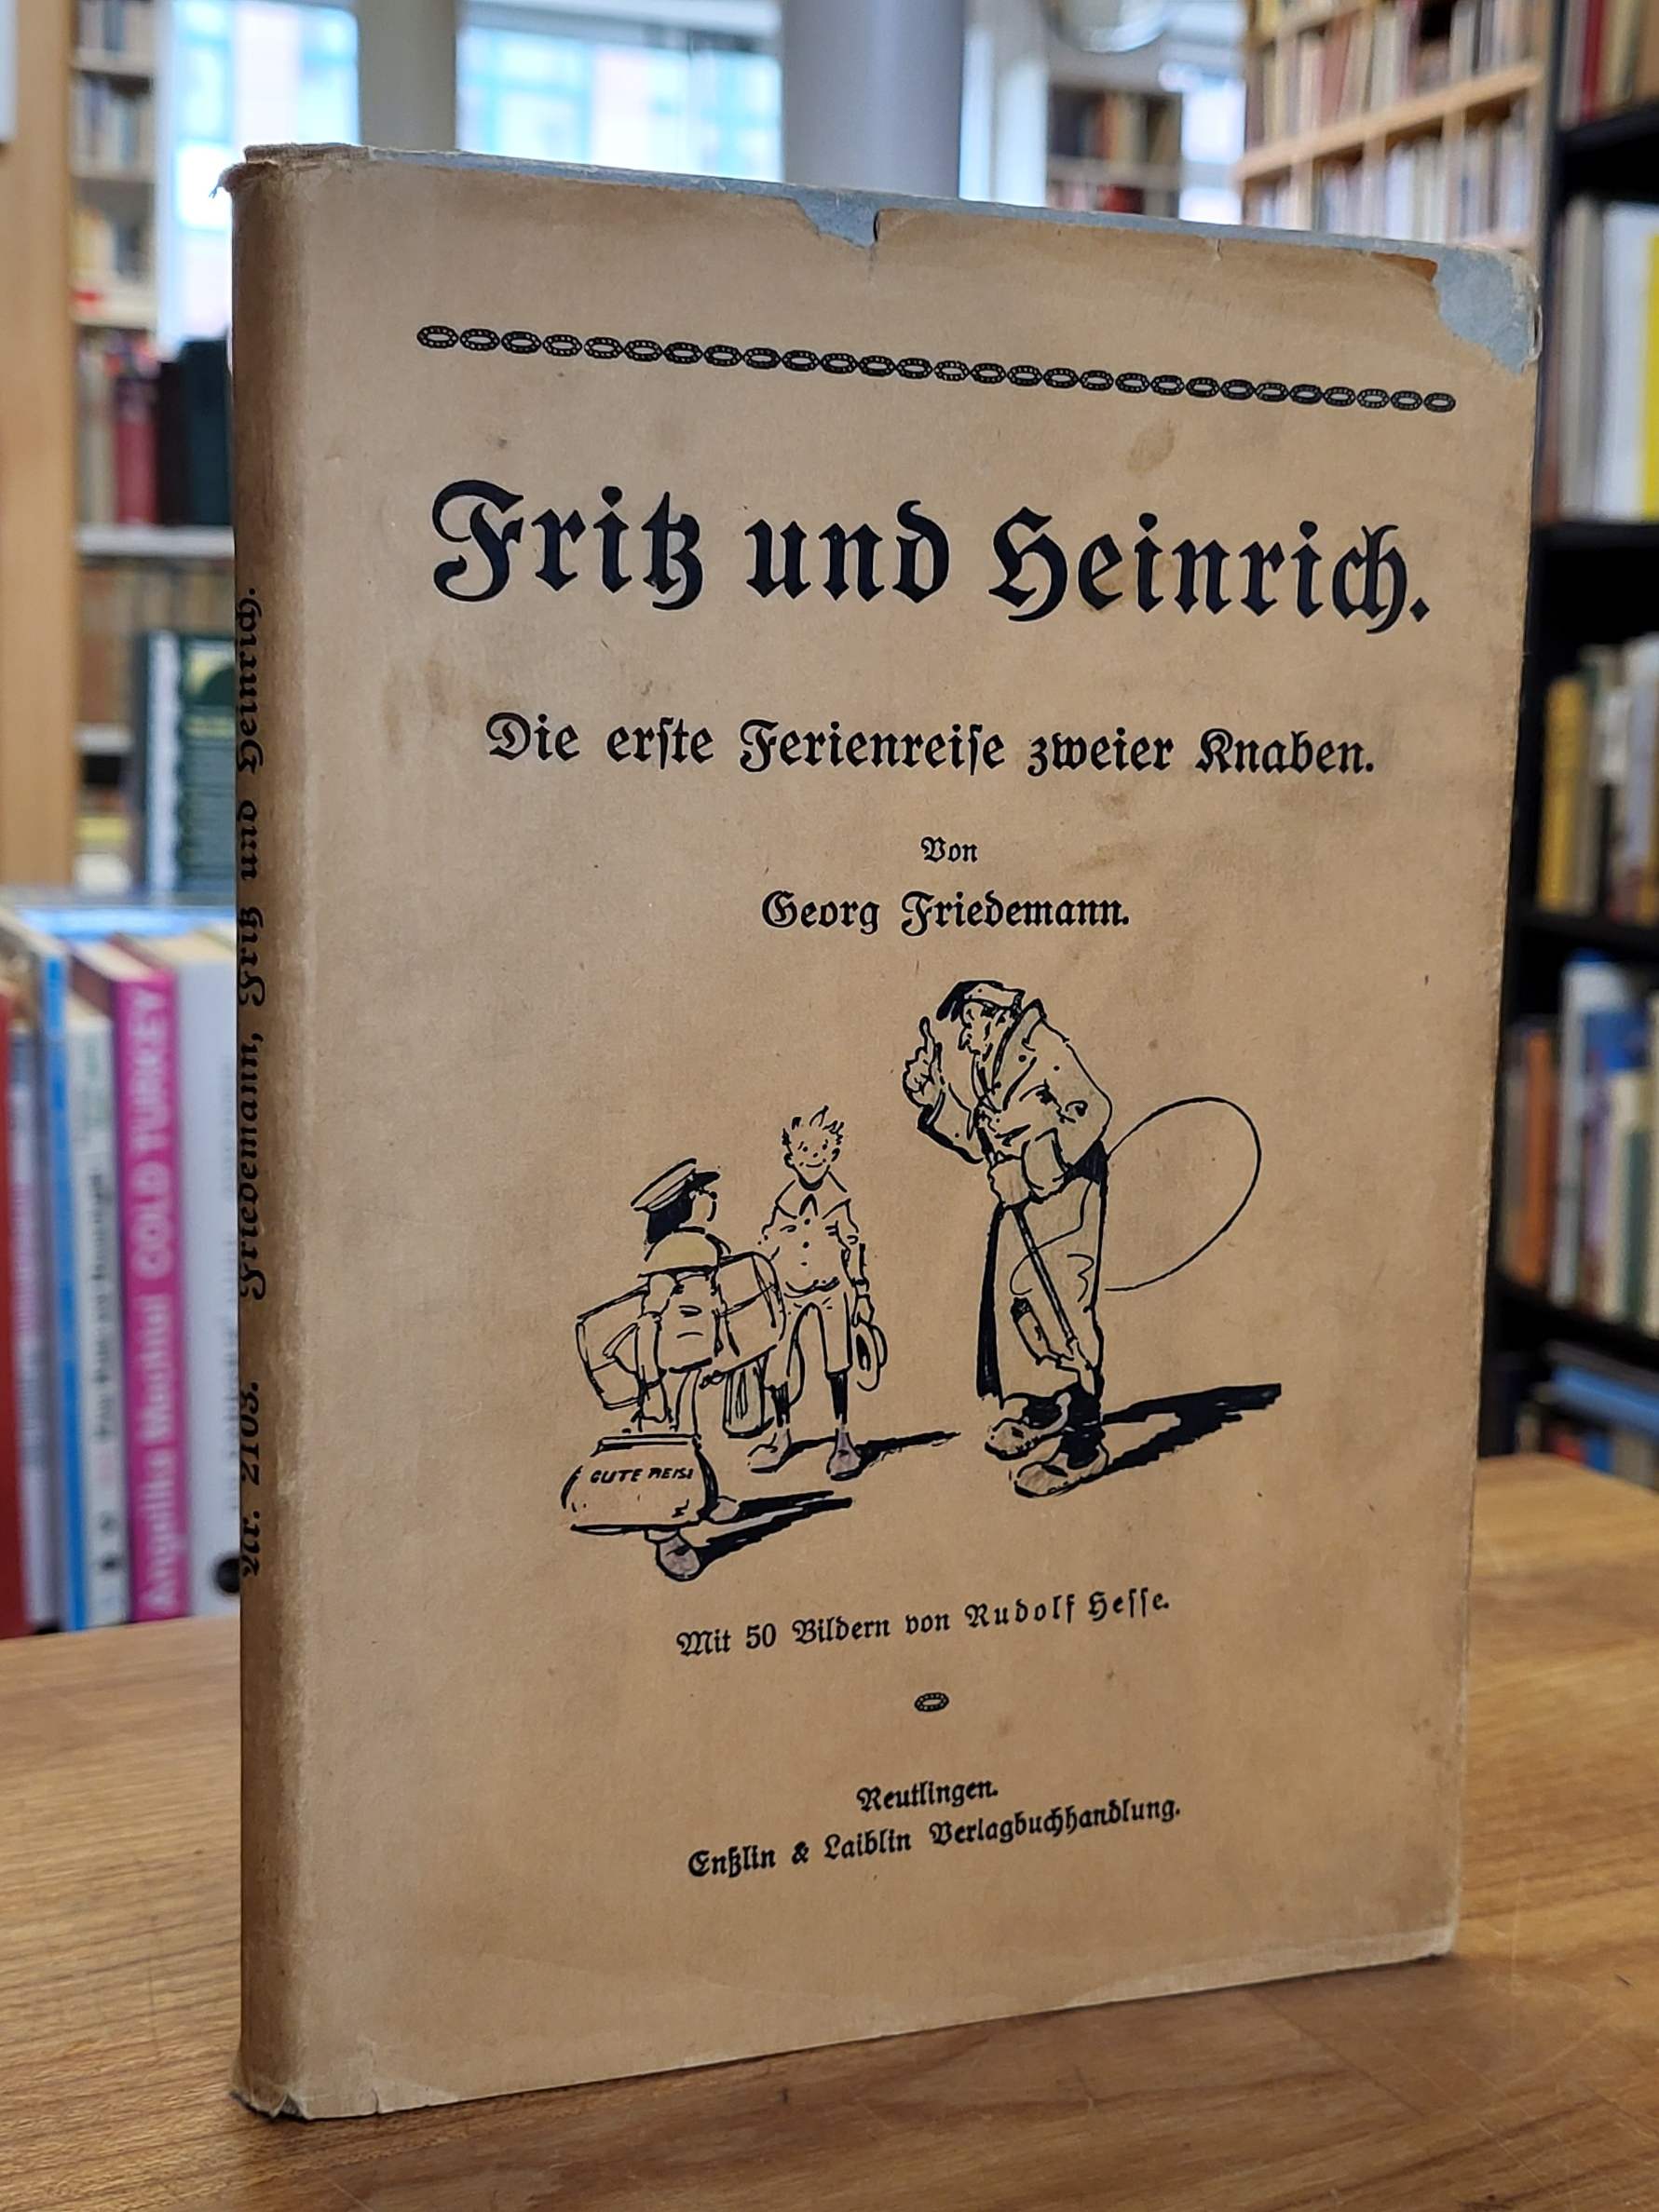 Fritz und Heinrich.
Die erſte Ferienreiſe zweier Knaben.
Von
Georg Friedemann.
GUTE REISE
Mit 50 Bildern von Rudolf Heſſe.
Reutlingen.
Enßlin & Laiblin Verlagbuchhandlung.
Nr. 2103. Friedemann, Fritz und Heinrich.
COLD TURKEY